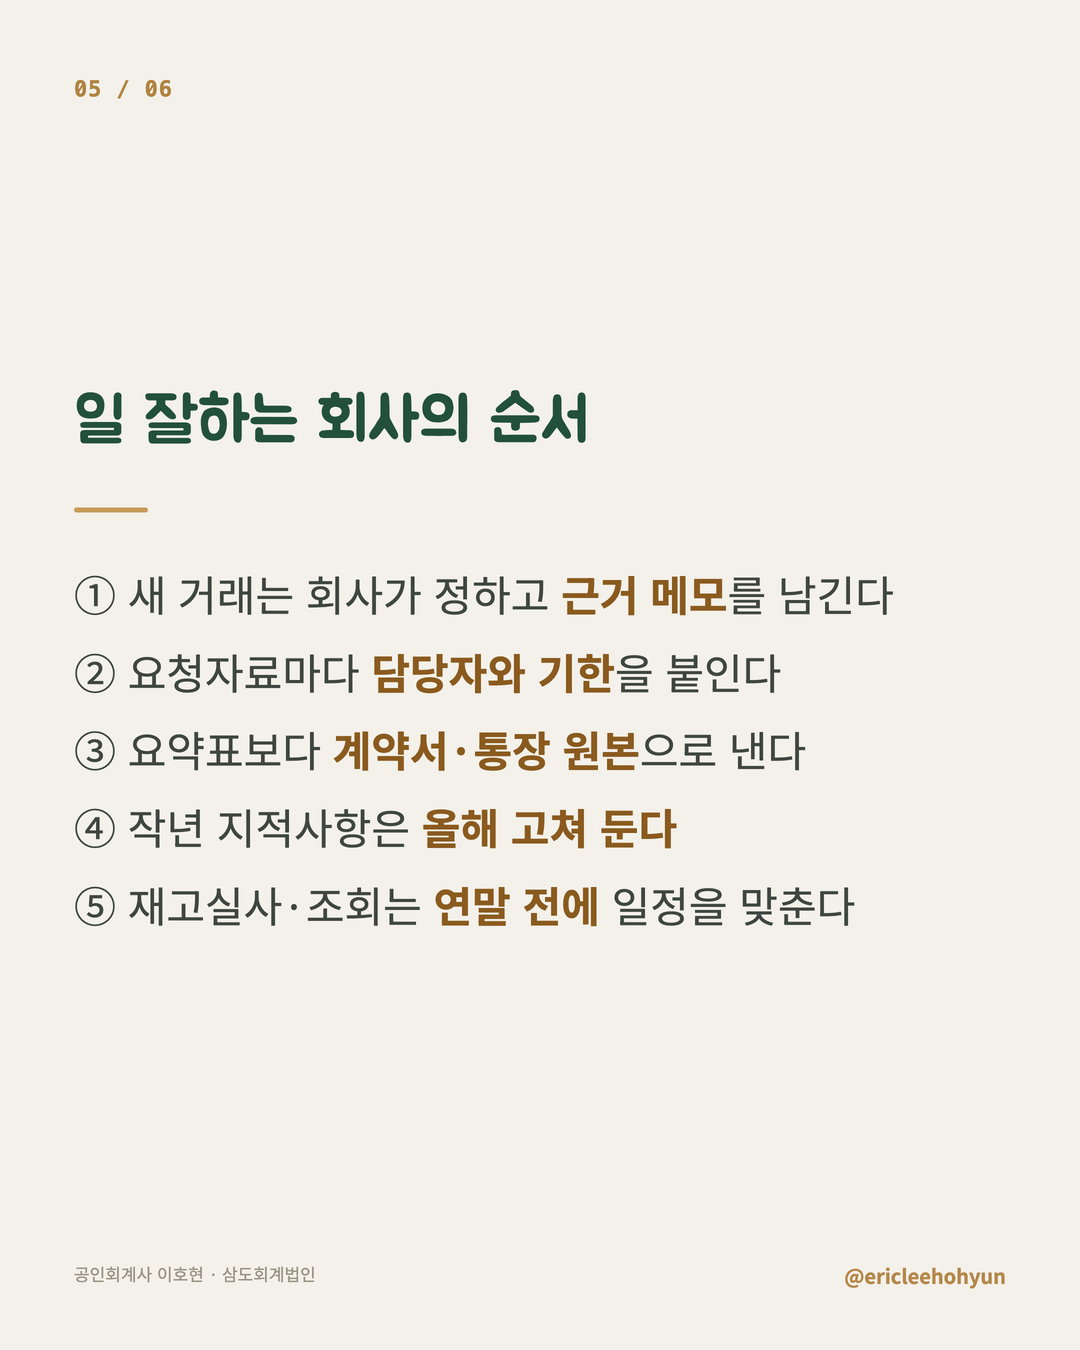 05 / 06
일 잘하는 회사의 순서
① 새 거래는 회사가 정하고 근거 메모를 남긴다
② 요청자료마다 담당자와 기한을 붙인다
③ 요약표보다 계약서·통장 원본으로 낸다
④ 작년 지적사항은 올해 고쳐 둔다
⑤ 재고실사·조회는 연말 전에 일정을 맞춘다
공인회계사 이호현 · 삼도회계법인
@ericleehohyun